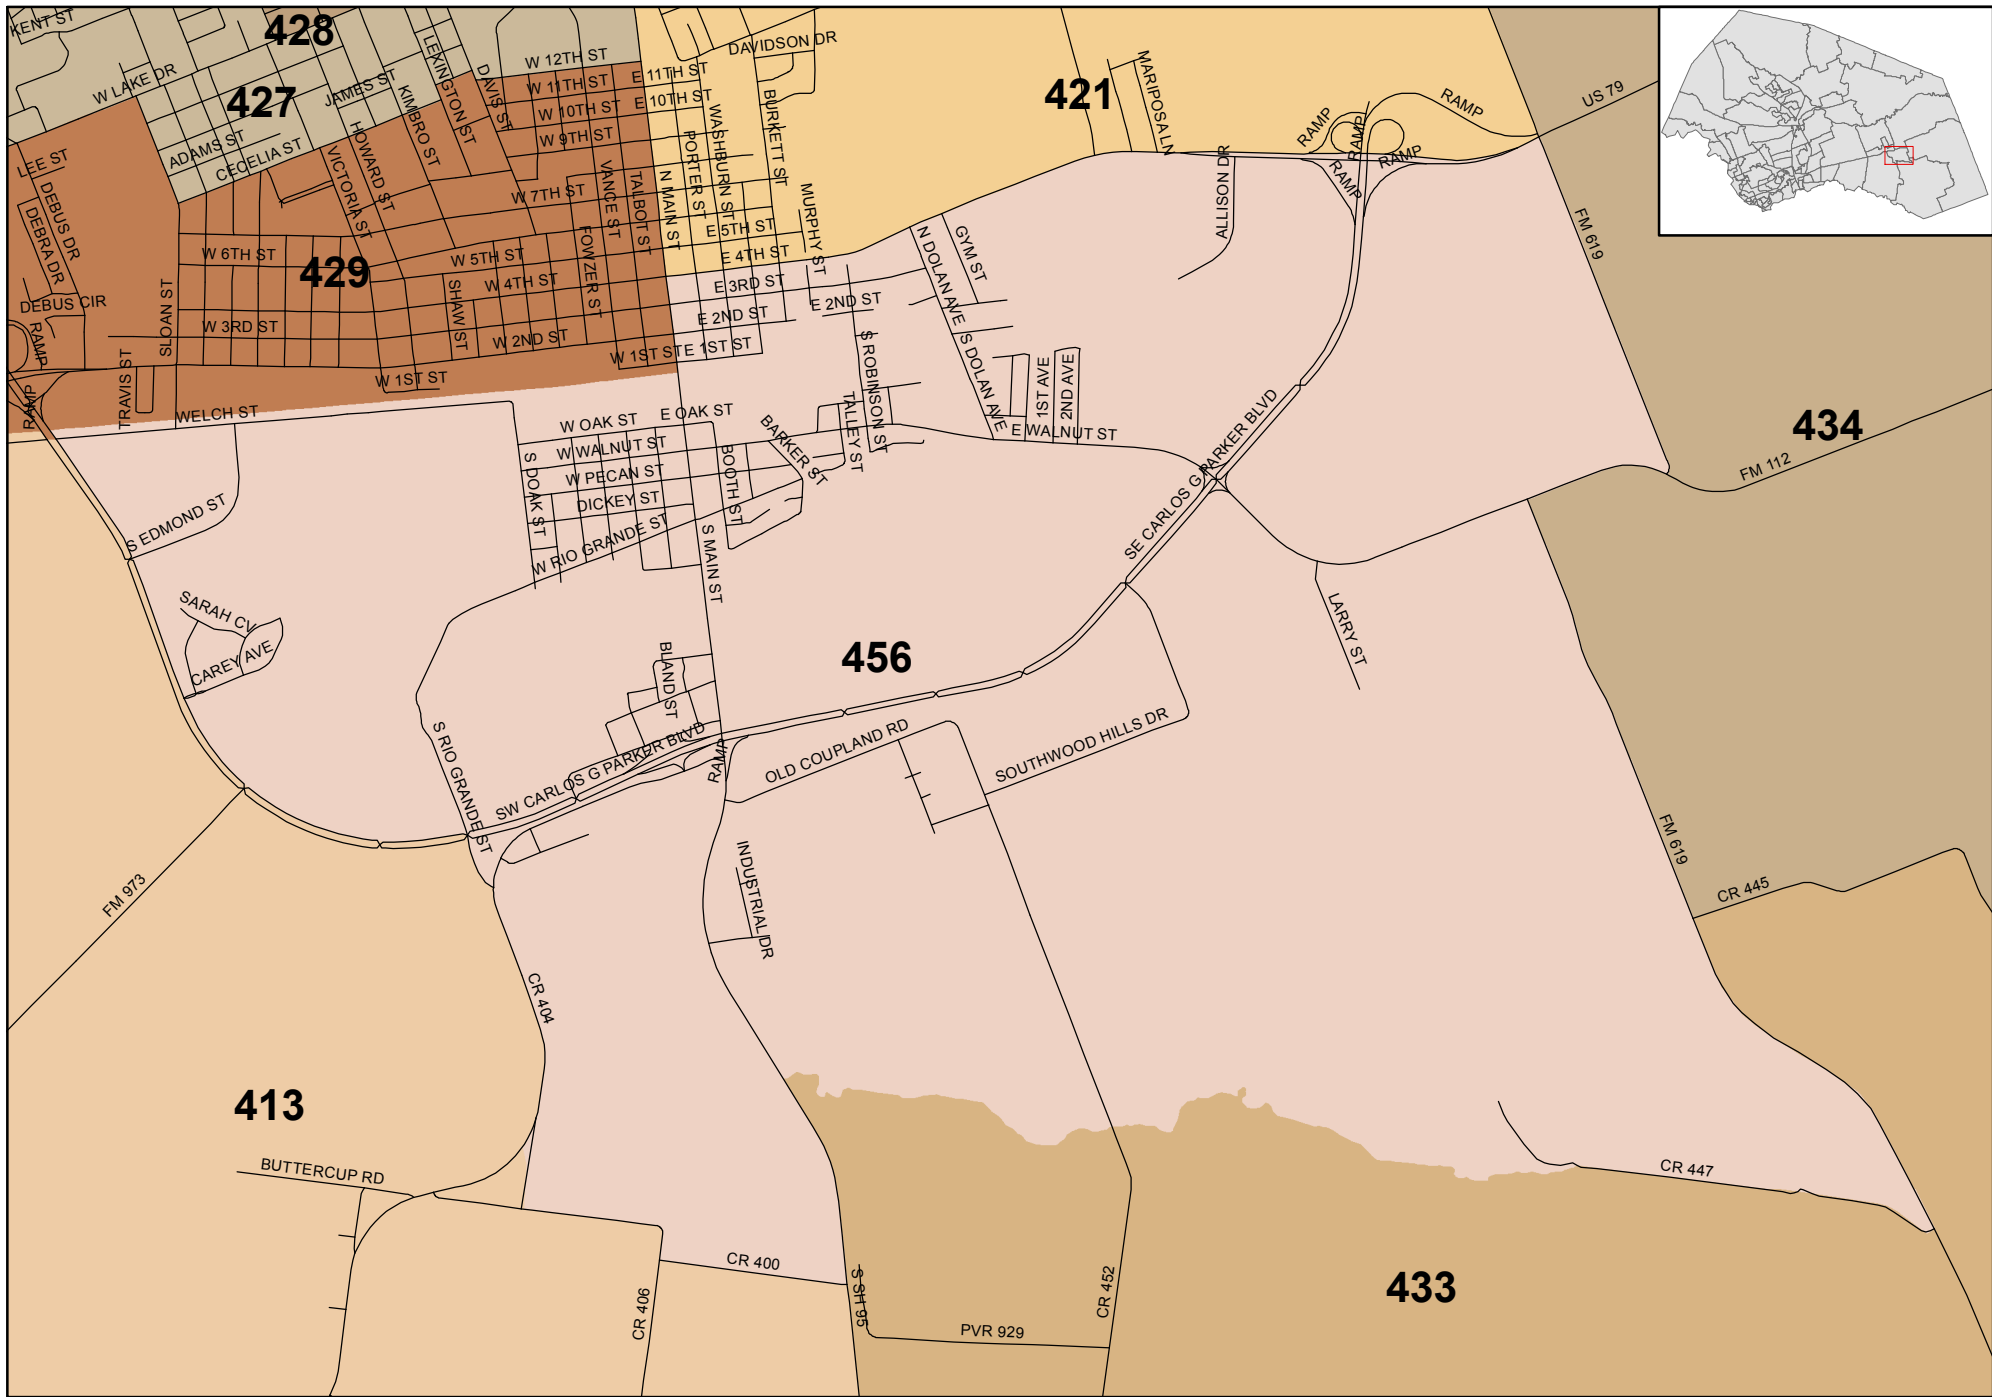 KENT ST
428
W LAKE DR
427
JAMES ST
LEXINGTON ST
DAVIS ST
KIMBRO ST
W 12TH ST
W 11TH ST
W 10TH ST
W 9TH ST
E 11TH ST
E 10TH ST
DAVIDSON DR
BURKETT ST
WASHBURN ST
PORTER ST
421
MARIPOSA LN
RAMP
RAMP
RAMP
RAMP
RAMP
US 79
ALLISON DR
FM 619
LEE ST
DEBUS DR
DEBRA DR
DEBUS CIR
RAMP
RAMP
ADAMS ST
CECELIA ST
HOWARD ST
VICTORIA ST
W 7TH ST
VANCE ST
TALBOT ST
N MAIN ST
MURPHY ST
E 5TH ST
E 4TH ST
E 3RD ST
E 2ND ST
E 2ND ST
W 6TH ST
429
W 5TH ST
W 4TH ST
FOWZER ST
SHAW ST
SLOAN ST
W 3RD ST
W 2ND ST
W 1ST ST
E 1ST ST
W 1ST ST
TRAVIS ST
WELCH ST
N DOLAN AVE
GYM ST
S DOLAN AVE
S ROBINSON ST
1ST AVE
2ND AVE
E WALNUT ST
TALLEY ST
BARKER ST
W OAK ST
E OAK ST
W WALNUT ST
W PECAN ST
DICKEY ST
BOOTH ST
S DOAK ST
W RIO GRANDE ST
S MAIN ST
S EDMOND ST
SARAH CV
CAREY AVE
434
FM 112
SE CARLOS G PARKER BLVD
LARRY ST
456
BLAND ST
S RIO GRANDE ST
SW CARLOS G PARKER BLVD
RAMP
OLD COUPLAND RD
SOUTHWOOD HILLS DR
FM 973
INDUSTRIAL DR
FM 619
CR 445
CR 404
413
BUTTERCUP RD
CR 447
CR 400
CR 406
S SH 95
CR 452
433
PVR 929